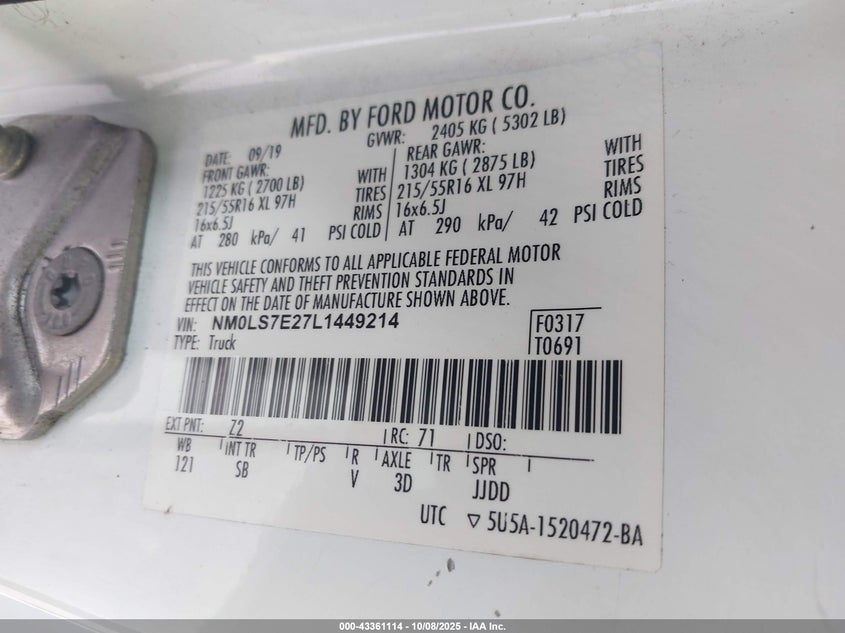 MFD. BY FORD MOTOR CO.
DATE: 09/19 GVWR: 2405 KG ( 5302 LB)
FRONT GAWR: REAR GAWR:
1225 KG ( 2700 LB) WITH 1304 KG ( 2875 LB) WITH
215/55R16 XL 97H TIRES 215/55R16 XL 97H TIRES
16x6.5J RIMS 16x6.5J RIMS
AT 280 kPa/ 41 PSI COLD AT 290 kPa/ 42 PSI COLD
THIS VEHICLE CONFORMS TO ALL APPLICABLE FEDERAL MOTOR
VEHICLE SAFETY AND THEFT PREVENTION STANDARDS IN
EFFECT ON THE DATE OF MANUFACTURE SHOWN ABOVE.
VIN: NM0LS7E27L1449214 F0317
TYPE: Truck T0691
EXT PNT: Z2 RC: 71 DSO:
WB INT TR TP/PS R AXLE TR SPR
121 SB V 3D JJDD
UTC ▽ 5U5A-1520472-BA
000-43361114 - 10/08/2025 - IAA Inc.